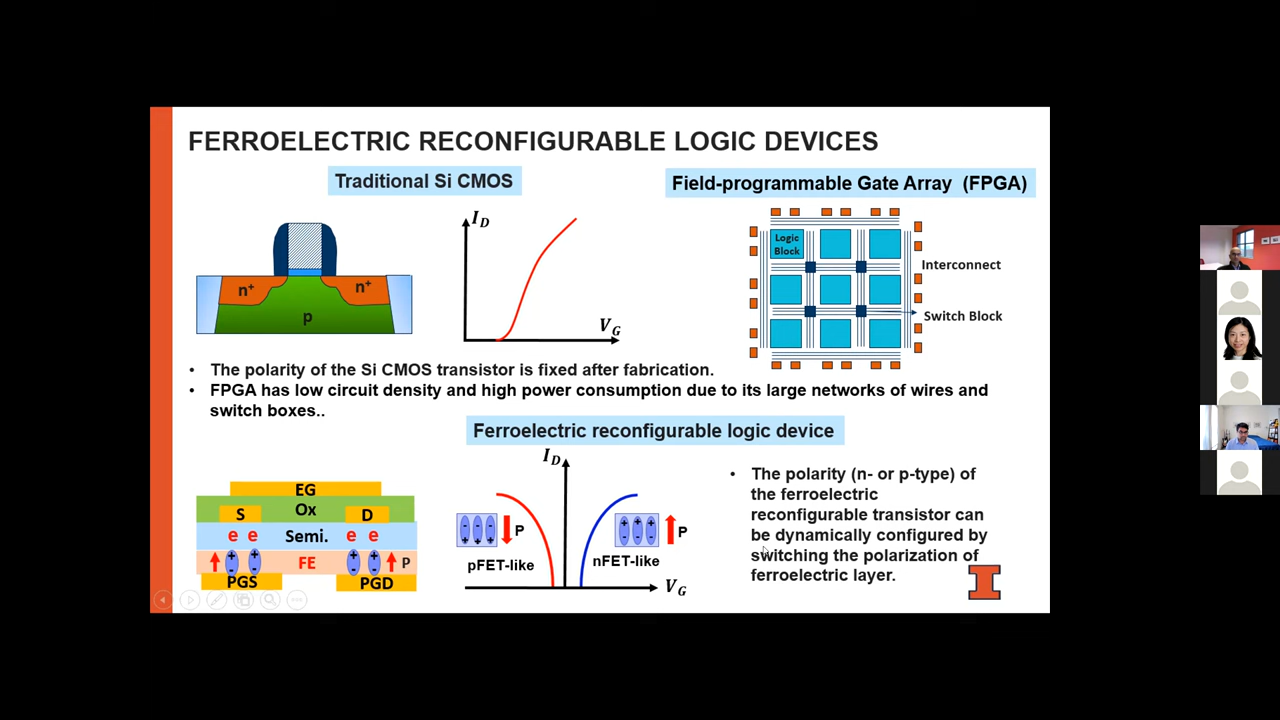 FERROELECTRIC RECONFIGURABLE LOGIC DEVICES
Traditional Si CMOS
Field-programmable Gate Array (FPGA)
n+
n+
p
I_D
V_G
Logic
Block
Interconnect
Switch Block
• The polarity of the Si CMOS transistor is fixed after fabrication.
• FPGA has low circuit density and high power consumption due to its large networks of wires and
switch boxes..
Ferroelectric reconfigurable logic device
EG
Ox
S
D
e e
Semi.
e e
FE
P
PGS
PGD
I_D
P
pFET-like
P
nFET-like
V_G
• The polarity (n- or p-type) of
the ferroelectric
reconfigurable transistor can
be dynamically configured by
switching the polarization of
ferroelectric layer.
I